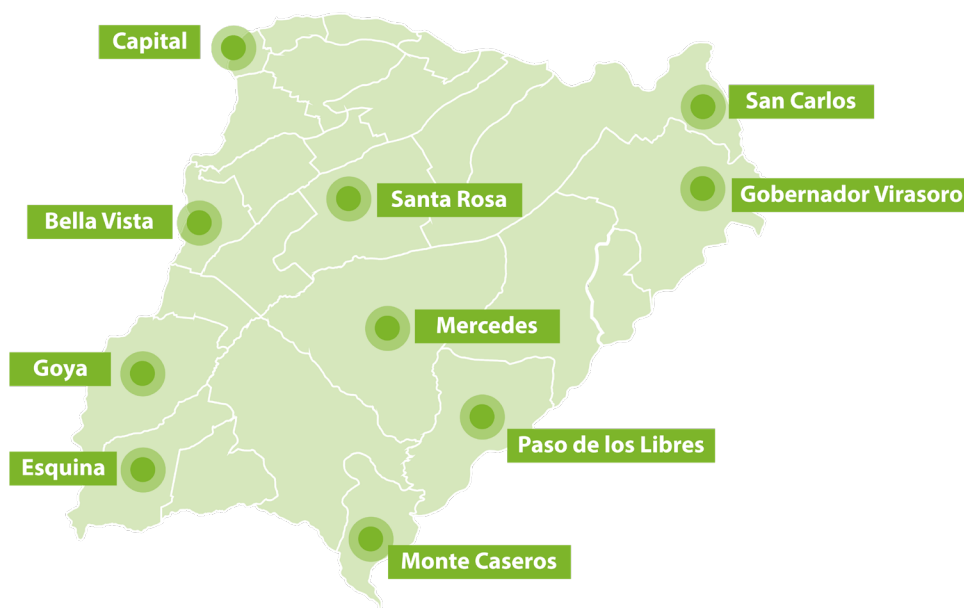 Capital
San Carlos
Gobernador Virasoro
Santa Rosa
Bella Vista
Mercedes
Goya
Paso de los Libres
Esquina
Monte Caseros